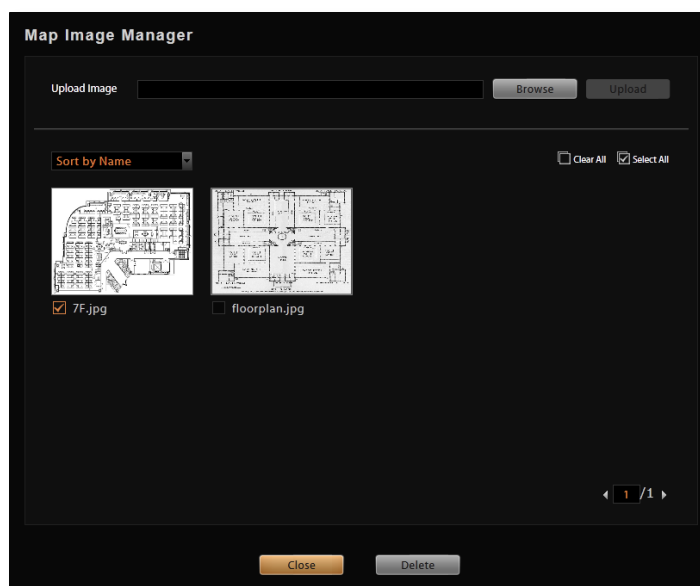 Map Image Manager
Upload Image Browse Upload
Sort by Name Clear All Select All
7F.jpg floorplan.jpg
1 /1
Close Delete